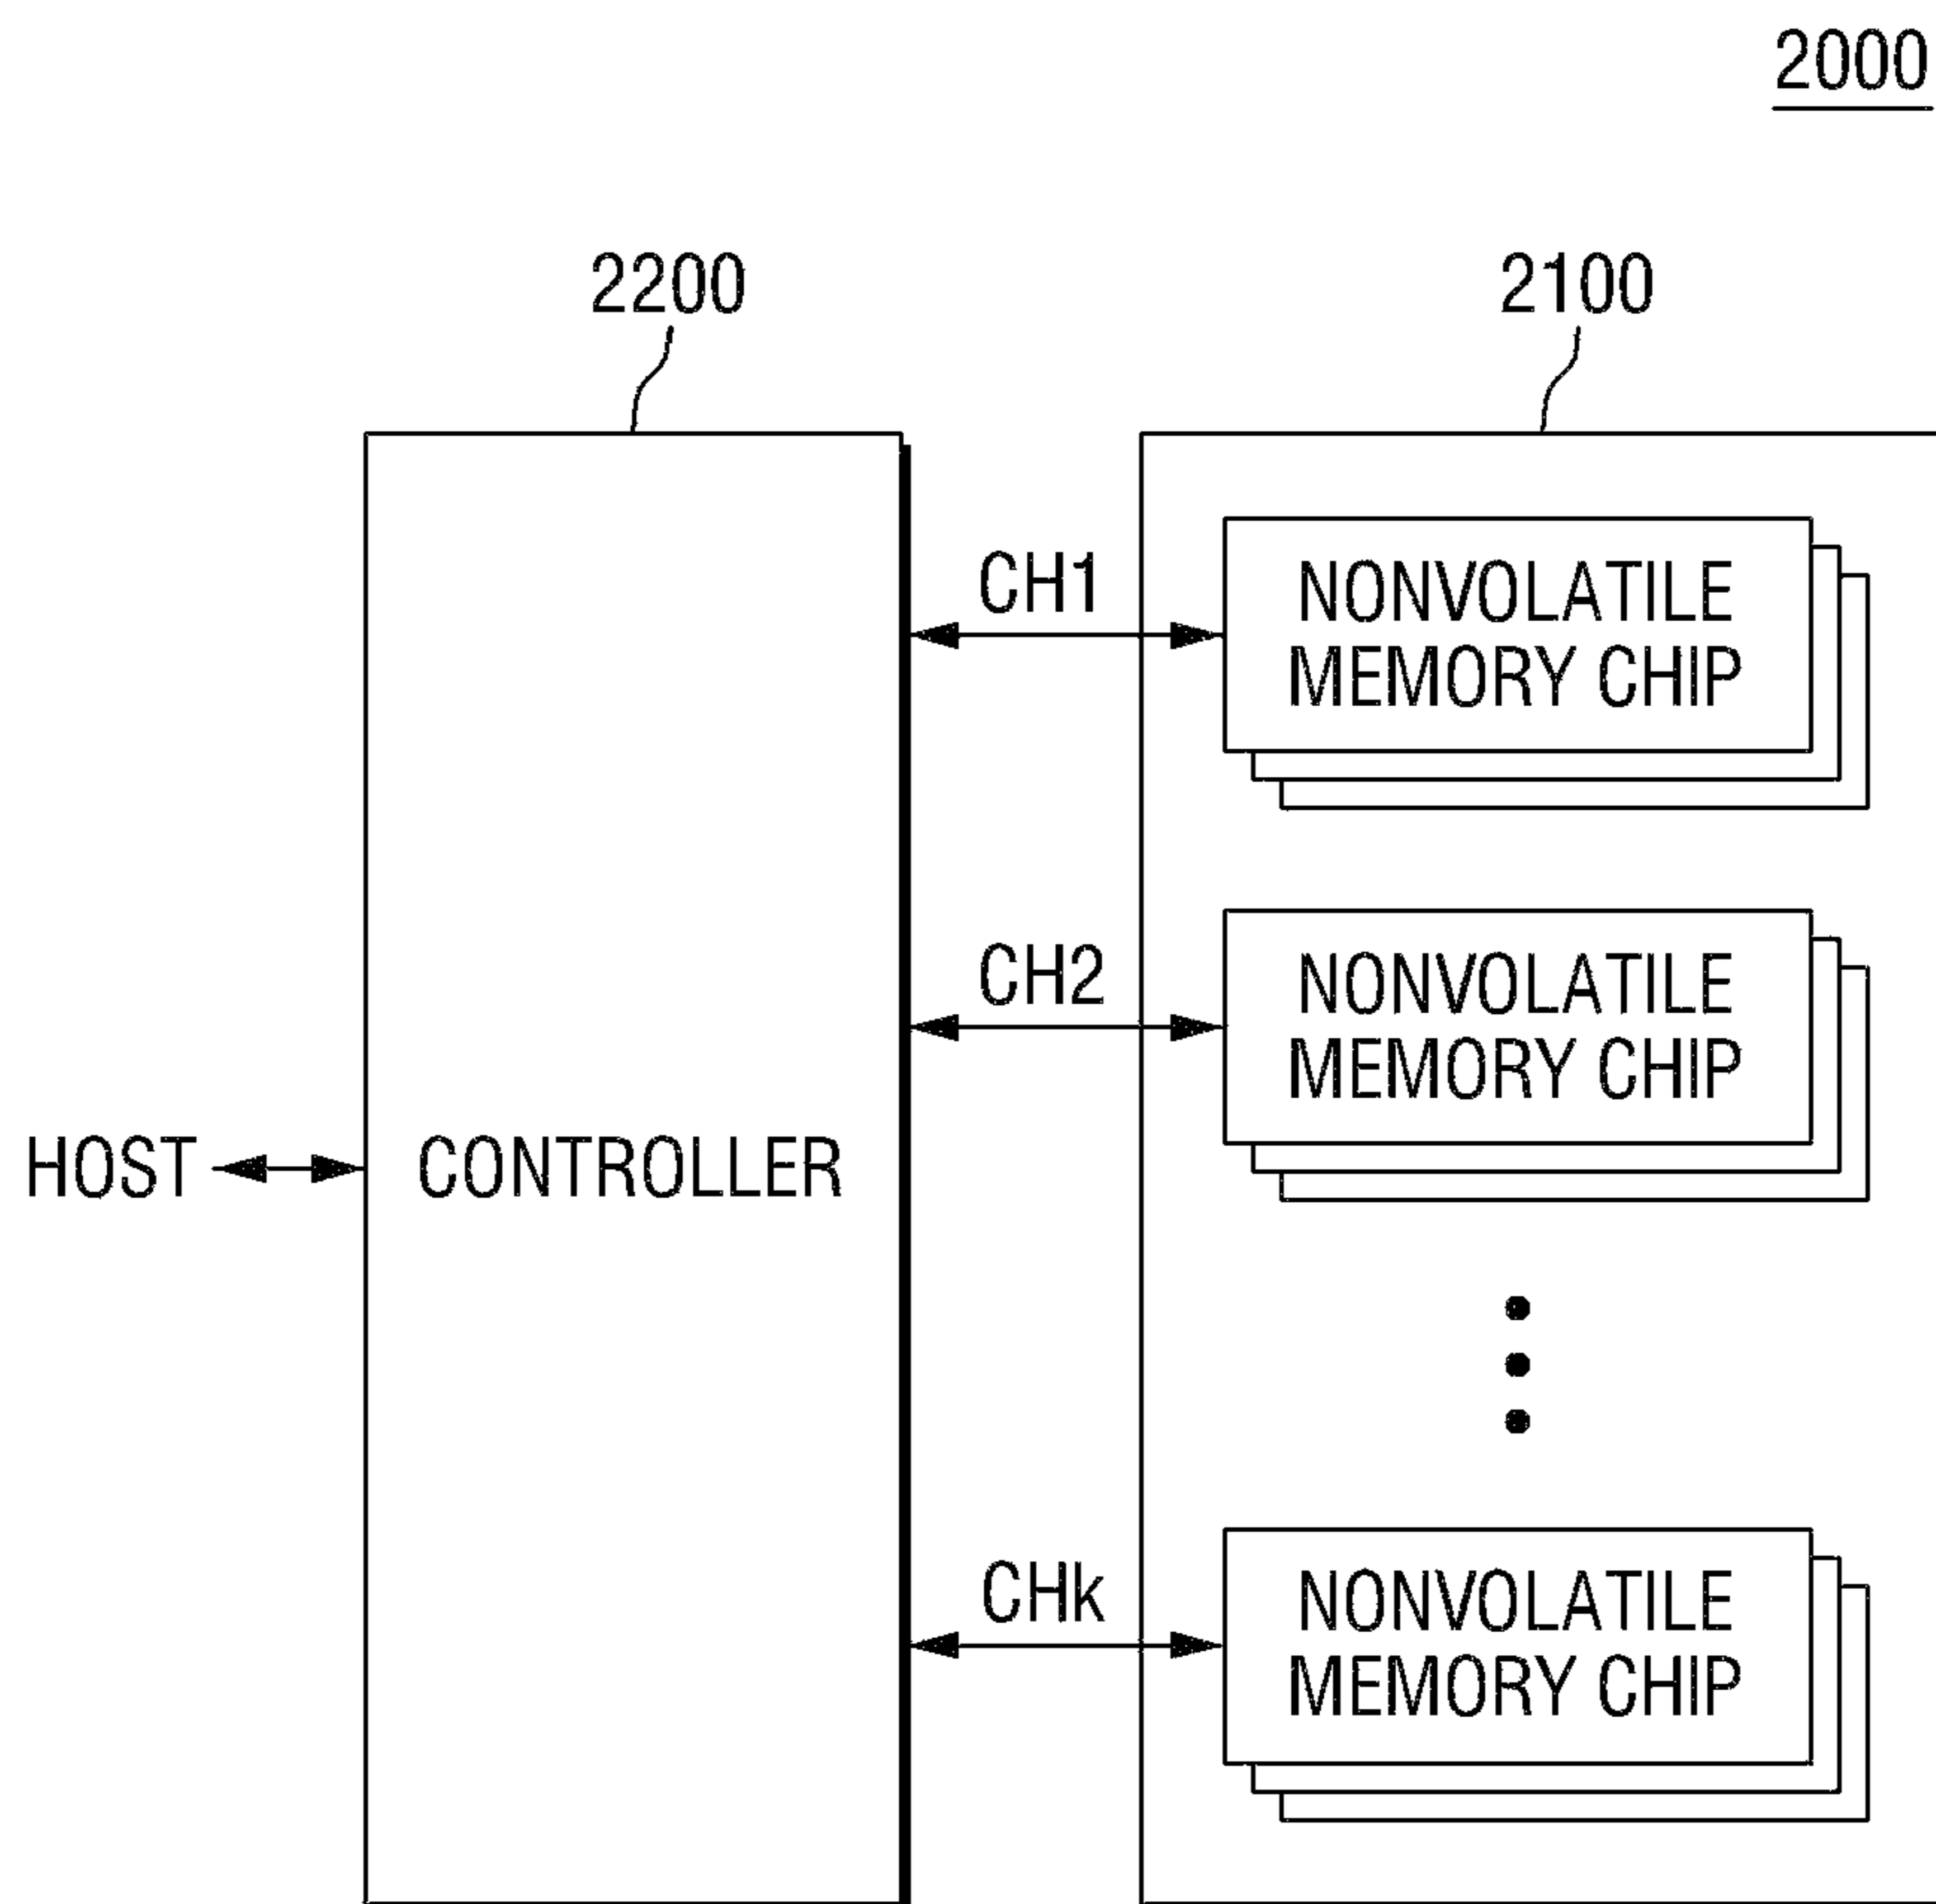 2000
2200
2100
CH1
NONVOLATILE
MEMORY CHIP
CH2
NONVOLATILE
MEMORY CHIP
HOST
CONTROLLER
CHk
NONVOLATILE
MEMORY CHIP